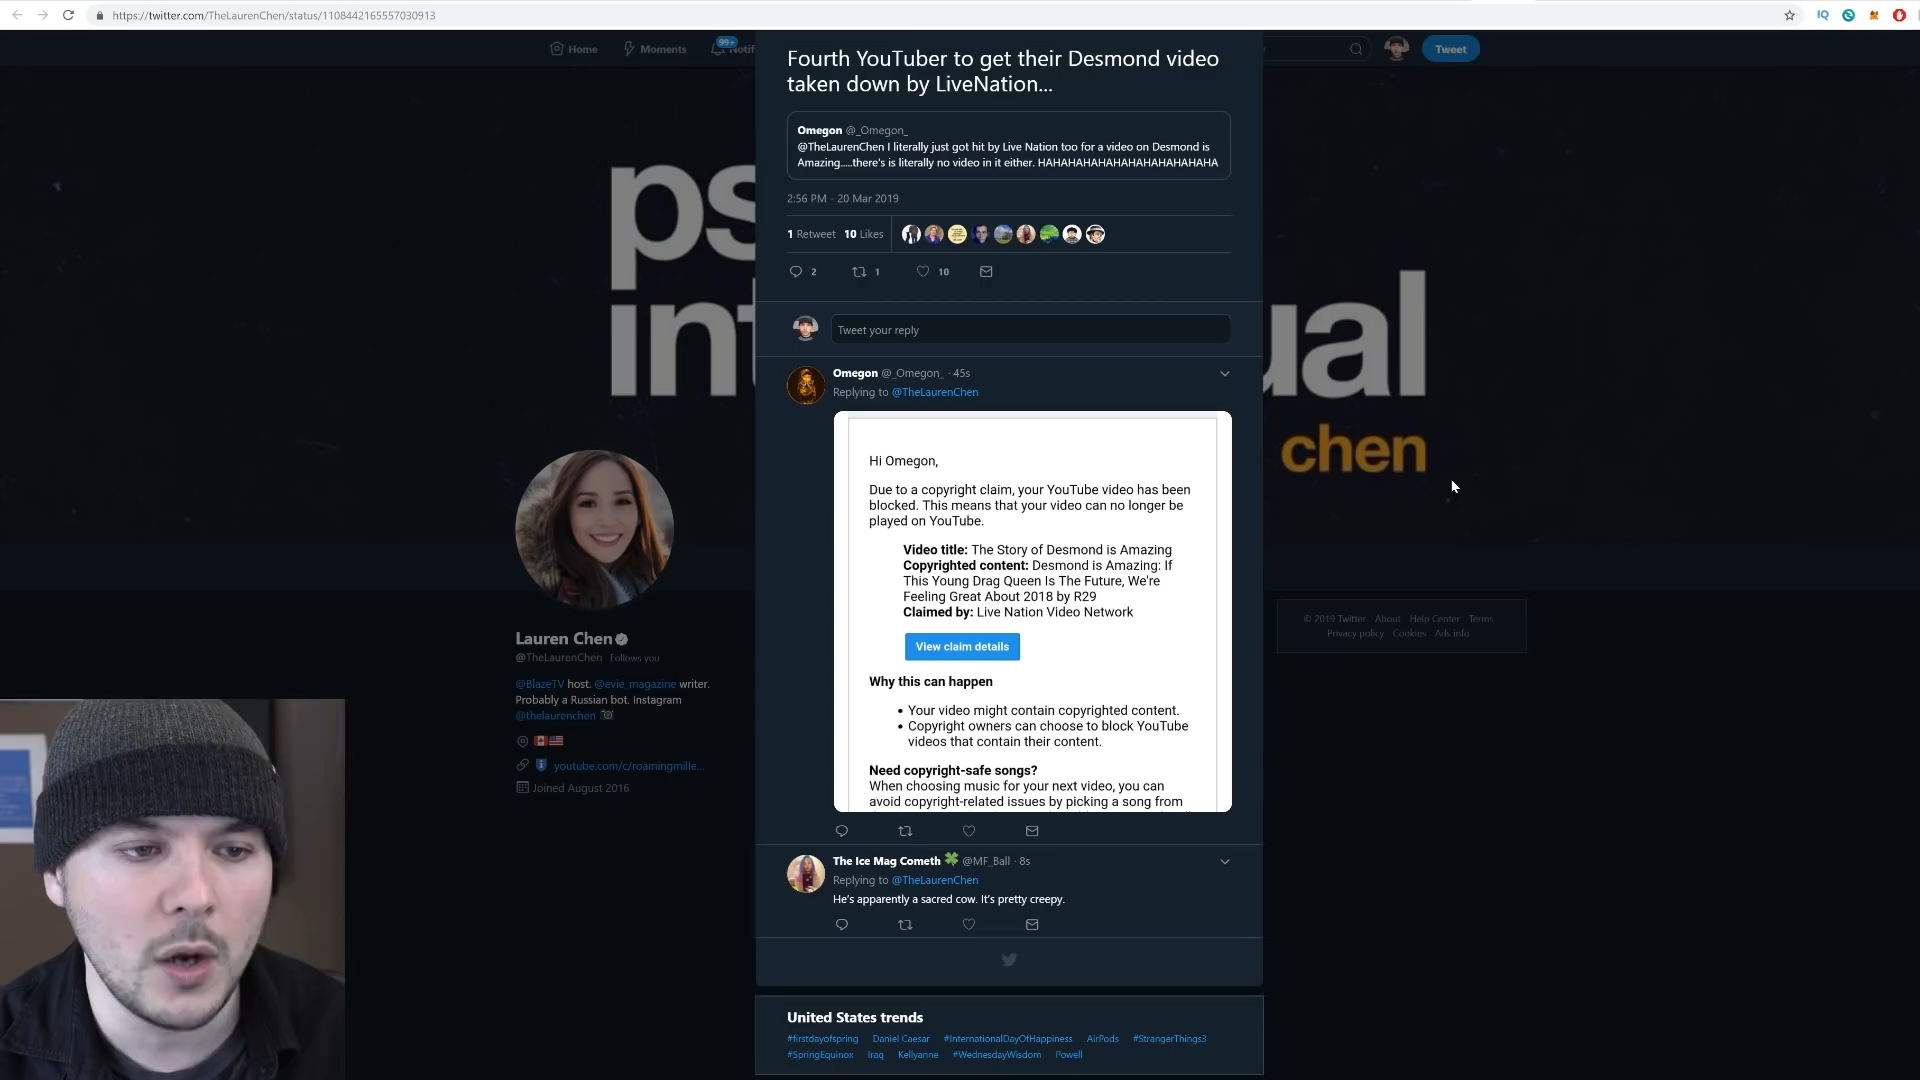 https://twitter.com/TheLaurenChen/status/1108442165557030913
Home Moments 99+ Notif Tweet
Fourth YouTuber to get their Desmond video
taken down by LiveNation...
Omegon @_Omegon_
@TheLaurenChen I literally just got hit by Live Nation too for a video on Desmond is
Amazing.....there's is literally no video in it either. HAHAHAHAHAHAHAHAHAHAHA
2:56 PM - 20 Mar 2019
1 Retweet 10 Likes
2 1 10
Tweet your reply
Omegon @_Omegon_ · 45s
Replying to @TheLaurenChen
Hi Omegon,
Due to a copyright claim, your YouTube video has been
blocked. This means that your video can no longer be
played on YouTube.
Video title: The Story of Desmond is Amazing
Copyrighted content: Desmond is Amazing: If
This Young Drag Queen Is The Future, We're
Feeling Great About 2018 by R29
Claimed by: Live Nation Video Network
View claim details
Why this can happen
• Your video might contain copyrighted content.
• Copyright owners can choose to block YouTube
videos that contain their content.
Need copyright-safe songs?
When choosing music for your next video, you can
avoid copyright-related issues by picking a song from
The Ice Mag Cometh 🍀 @MF_Ball · 8s
Replying to @TheLaurenChen
He's apparently a sacred cow. It's pretty creepy.
United States trends
#firstdayofspring Daniel Caesar #InternationalDayOfHappiness AirPods #StrangerThings3
#SpringEquinox Iraq Kellyanne #WednesdayWisdom Powell
ps
int ual
chen
Lauren Chen
@TheLaurenChen Follows you
@BlazeTV host. @evie_magazine writer.
Probably a Russian bot. Instagram
@thelaurenchen 📷
youtube.com/c/roamingmille...
Joined August 2016
© 2019 Twitter About Help Center Terms
Privacy policy Cookies Ads info
IQ